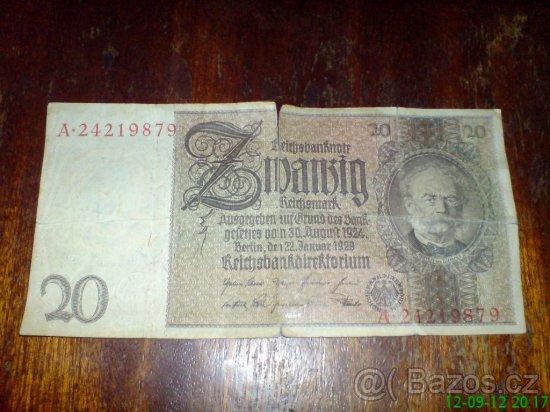 A·24219879
20 20
Reichsbanknote
Zwanzig
Reichsmark
Ausgegeben auf Grund des Bank-
gesetzes vom 30. August 1924
Berlin, den 22. Januar 1929
Reichsbankdirektorium
20
A·24219879
Bazos.cz
12-09-12 20:17